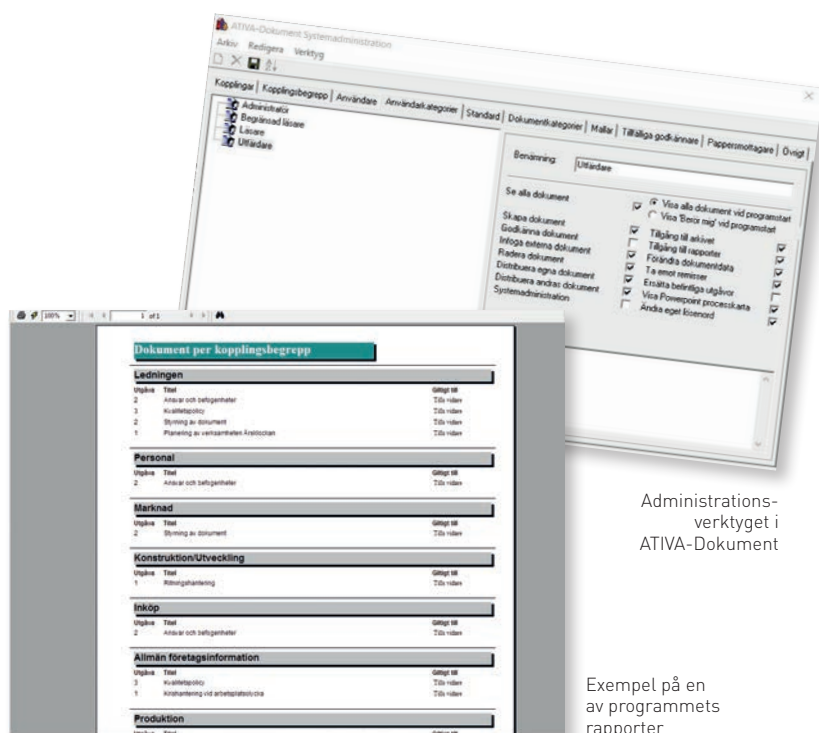 ATIVA-Dokument Systemadministration
Arkiv Redigera Verktyg
Kopplingar Kopplingsbegrepp Användare Användarkategorier Standard Dokumentkategorier Mallar Tillfälliga godkännare Pappersmottagare Övrigt
Administratör
Begränsad läsare
Läsare
Utfärdare
Benämning: Utfärdare
Se alla dokument
Visa alla dokument vid programstart
Visa 'Berör mig' vid programstart
Skapa dokument
Godkänna dokument
Infoga externa dokument
Radera dokument
Distribuera egna dokument
Distribuera andras dokument
Systemadministration
Tillgång till arkivet
Tillgång till rapporter
Förändra dokumentdata
Ta emot remisser
Ersätta befintliga utgåvor
Visa Powerpoint processkarta
Ändra eget lösenord
100% 1 of 1
Dokument per kopplingsbegrepp
Ledningen
Utgåva Titel Giltigt till
2 Ansvar och befogenheter Tills vidare
3 Kvalitetspolicy Tills vidare
2 Styrning av dokument Tills vidare
1 Planering av verksamheten Årsklockan Tills vidare
Personal
Utgåva Titel Giltigt till
2 Ansvar och befogenheter Tills vidare
Marknad
Utgåva Titel Giltigt till
2 Styrning av dokument Tills vidare
Konstruktion/Utveckling
Utgåva Titel Giltigt till
1 Ritningshantering Tills vidare
Inköp
Utgåva Titel Giltigt till
2 Ansvar och befogenheter Tills vidare
Allmän företagsinformation
Utgåva Titel Giltigt till
3 Kvalitetspolicy Tills vidare
1 Krishantering vid arbetsplatsolycka Tills vidare
Produktion
Utgåva Titel Giltigt till
Administrations-
verktyget i
ATIVA-Dokument
Exempel på en
av programmets
rapporter